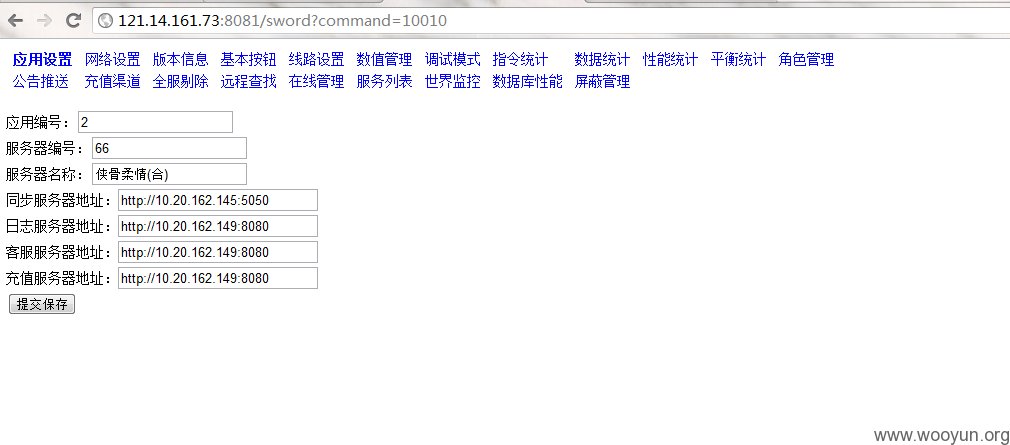 121.14.161.73:8081/sword?command=10010
应用设置 网络设置 版本信息 基本按钮 线路设置 数值管理 调试模式 指令统计 数据统计 性能统计 平衡统计 角色管理
公告推送 充值渠道 全服剔除 远程查找 在线管理 服务列表 世界监控 数据库性能 屏蔽管理
应用编号：2
服务器编号：66
服务器名称：侠骨柔情(合)
同步服务器地址：http://10.20.162.145:5050
日志服务器地址：http://10.20.162.149:8080
客服服务器地址：http://10.20.162.149:8080
充值服务器地址：http://10.20.162.149:8080
提交保存
www.wooyun.org